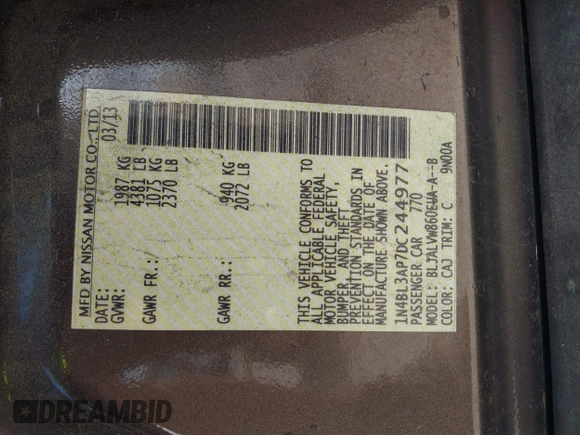 MFD BY NISSAN MOTOR CO., LTD.
DATE: 03/13
GVWR: 1987 KG
4381 LB
GAWR FR.: 1075 KG
2370 LB
GAWR RR.: 940 KG
2072 LB
THIS VEHICLE CONFORMS TO
ALL APPLICABLE FEDERAL
MOTOR VEHICLE SAFETY,
BUMPER, AND THEFT
PREVENTION STANDARDS IN
EFFECT ON THE DATE OF
MANUFACTURE SHOWN ABOVE.
1N4BL3AP7DC244977
PASSENGER CAR 770
MODEL: BLJALVW860EUA-A--B
COLOR: CAJ TRIM: C 9N00A
DREAMBID